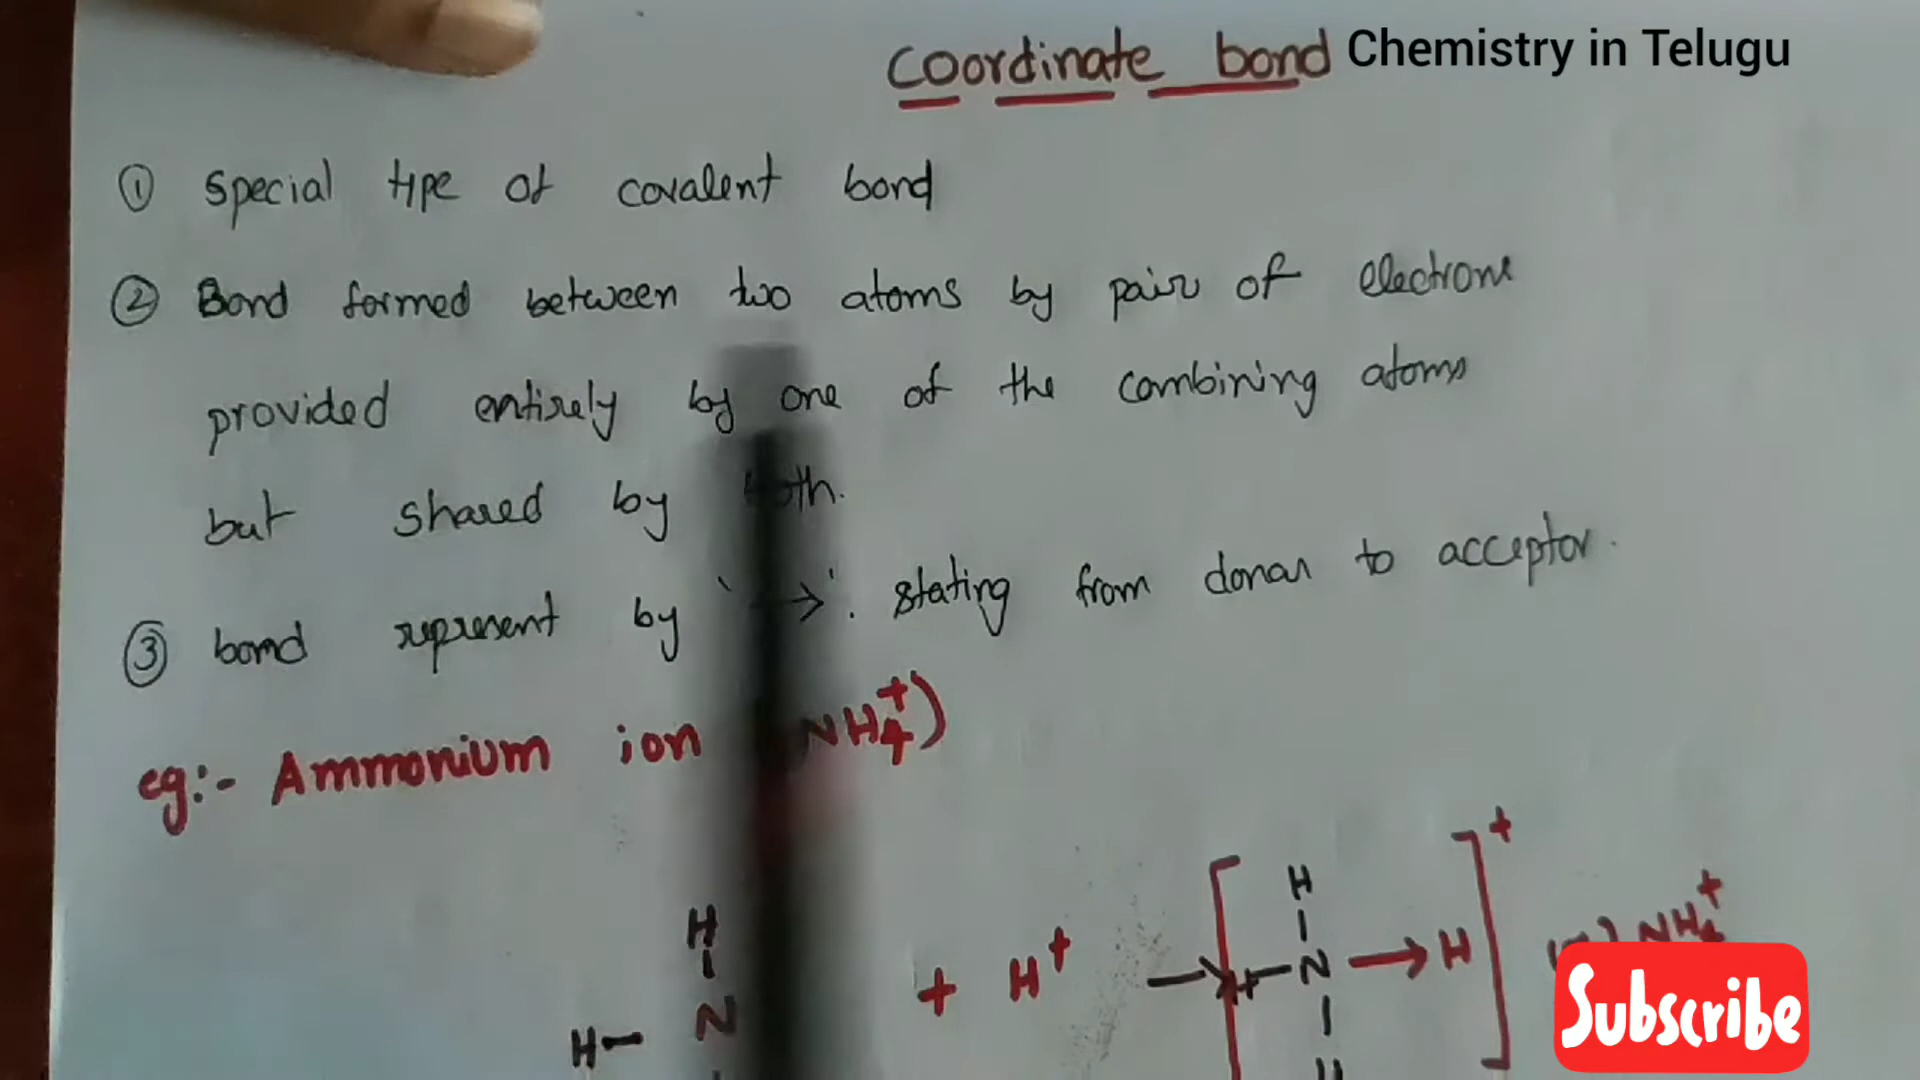 Coordinate bond Chemistry in Telugu
① Special type of covalent bond
② Bond formed between two atoms by pair of electrons
provided entirely by one of the combining atoms
but shared by both.
③ bond represent by '→'. stating from donar to acceptor.
eg:- Ammonium ion NH₄⁺)
H
H
H - N + H⁺ → [ H - N → H ]⁺ NH₄⁺
H
Subscribe